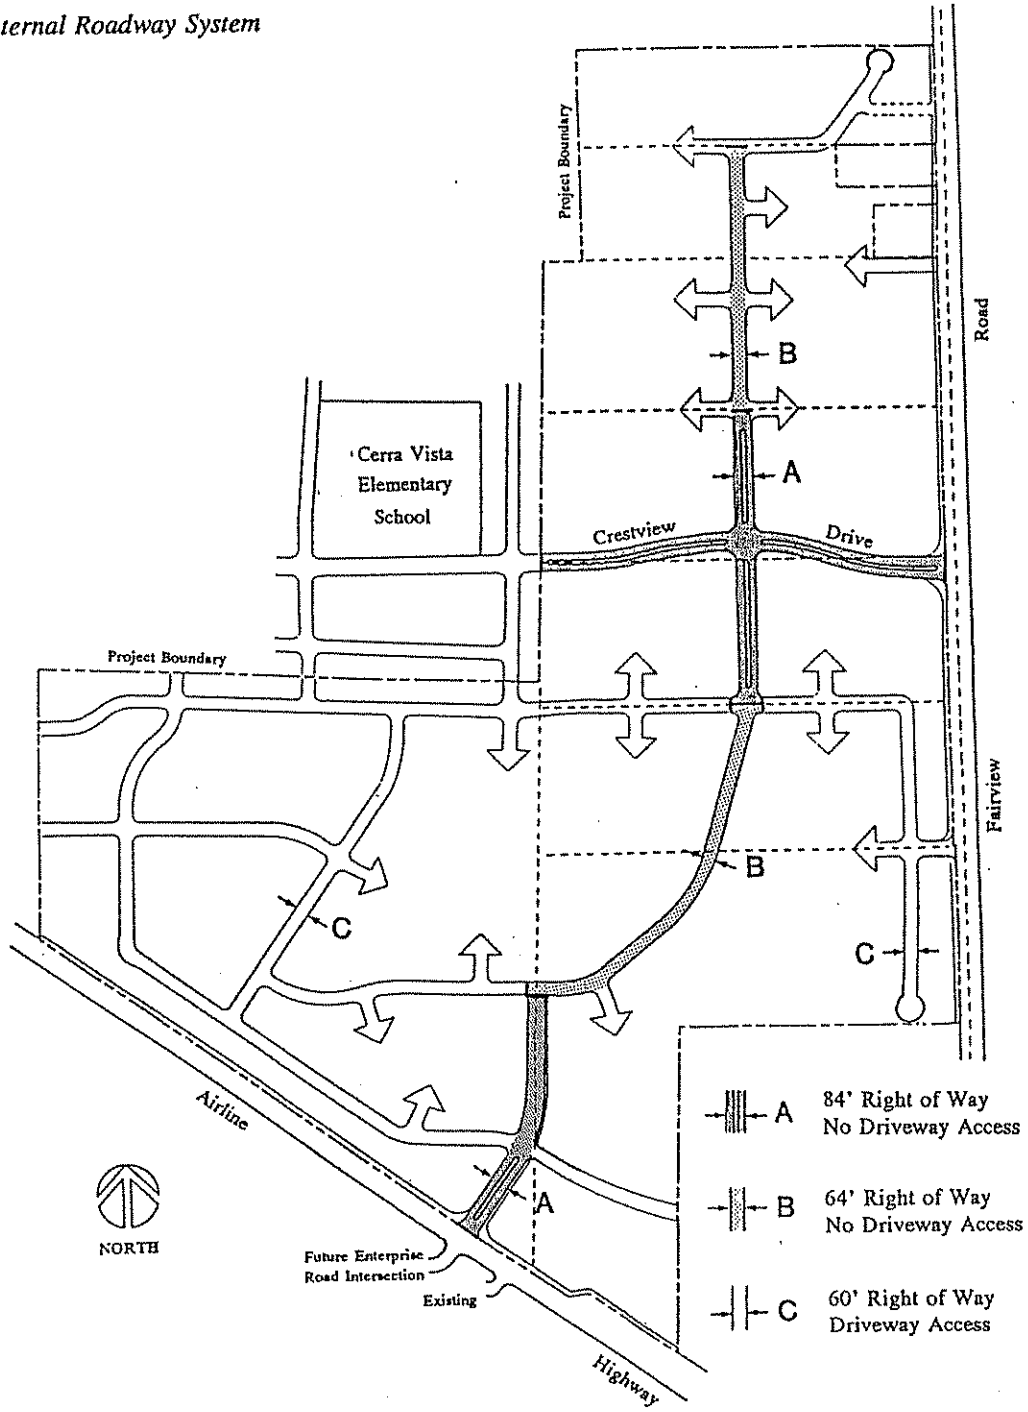 ternal Roadway System
Project Boundary
Road
B
Cerra Vista
Elementary
School
A
Crestview
Drive
Project Boundary
Fairview
B
C
C
Airline
A
NORTH
Future Enterprise
Road Intersection
Existing
Highway
A
84' Right of Way
No Driveway Access
B
64' Right of Way
No Driveway Access
C
60' Right of Way
Driveway Access